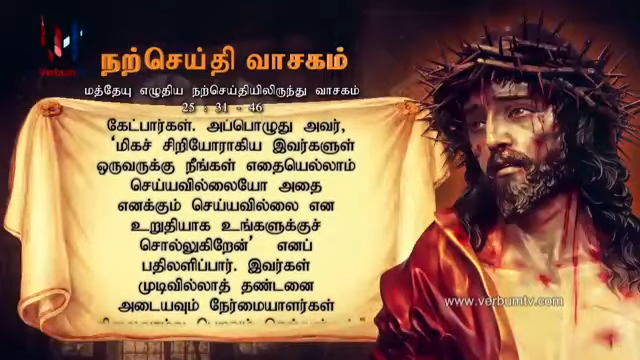 verbum
நற்செய்தி வாசகம்
மத்தேயு எழுதிய நற்செய்தியிலிருந்து வாசகம்
25 : 31 - 46
கேட்பார்கள். அப்பொழுது அவர்,
‘மிகச் சிறியோராகிய இவர்களுள்
ஒருவருக்கு நீங்கள் எதையெல்லாம்
செய்யவில்லையோ அதை
எனக்கும் செய்யவில்லை என
உறுதியாக உங்களுக்குச்
சொல்லுகிறேன்’ எனப்
பதிலளிப்பார். இவர்கள்
முடிவில்லாத் தண்டனை
அடையவும் நேர்மையாளர்கள்
www.verbumtv.com